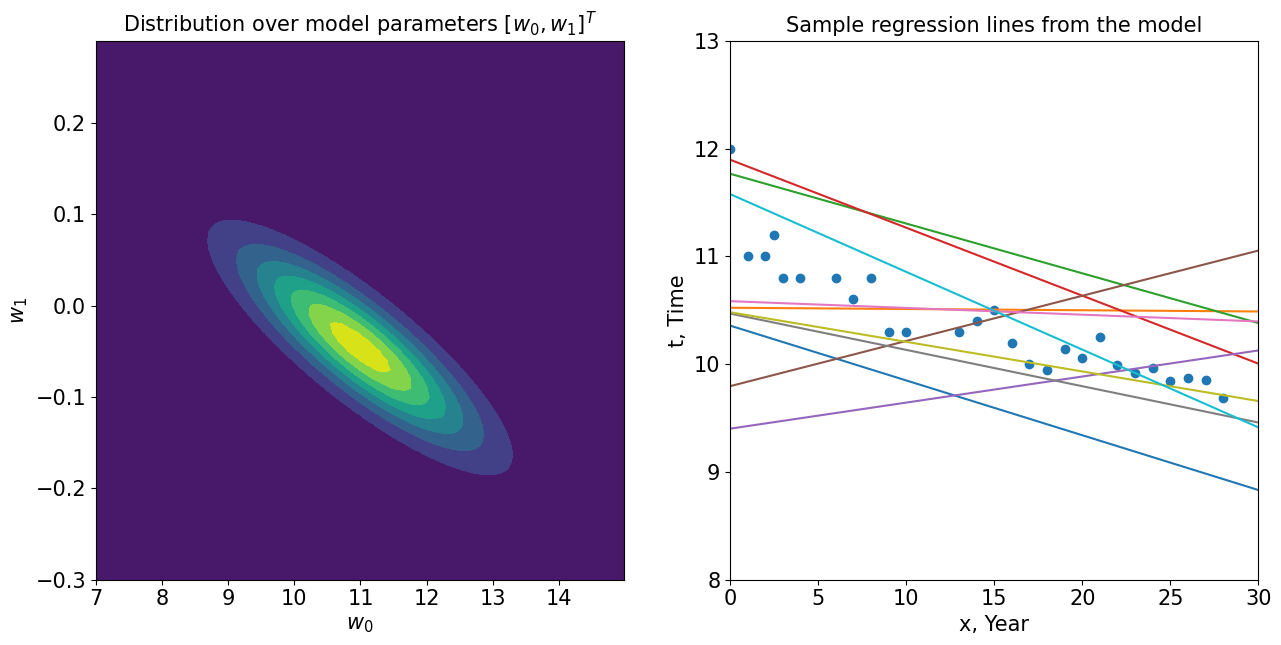 Distribution over model parameters [w₀, w₁]ᵀ
0.2
0.1
0.0
−0.1
−0.2
−0.3
w₁
7 8 9 10 11 12 13 14
w₀
Sample regression lines from the model
13
12
11
10
9
8
t, Time
0 5 10 15 20 25 30
x, Year